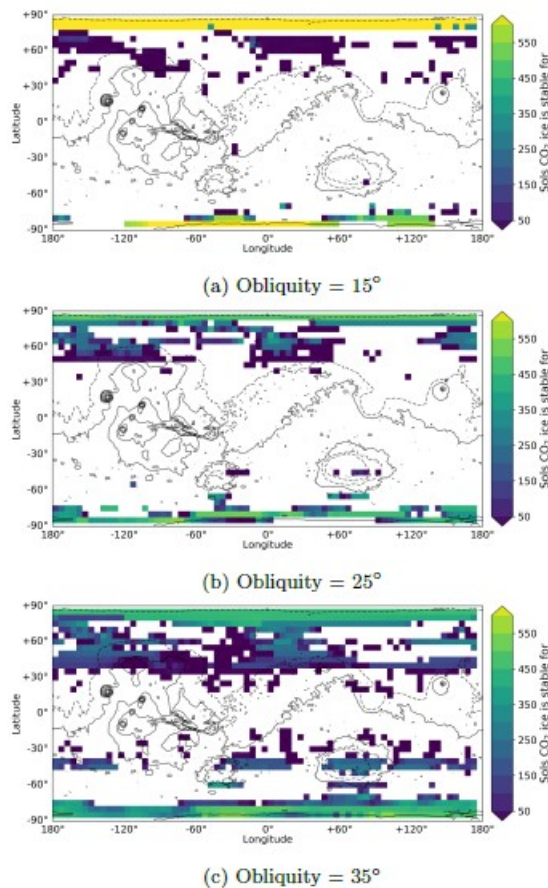 +90°
+60°
+30°
0°
-30°
-60°
-90°
Latitude
180° -120° -60° 0° +60° +120° 180°
Longitude
550
450
350
250
150
50
Sols CO₂ ice is stable for
(a) Obliquity = 15°
+90°
+60°
+30°
0°
-30°
-60°
-90°
Latitude
180° -120° -60° 0° +60° +120° 180°
Longitude
550
450
350
250
150
50
Sols CO₂ ice is stable for
(b) Obliquity = 25°
+90°
+60°
+30°
0°
-30°
-60°
-90°
Latitude
180° -120° -60° 0° +60° +120° 180°
Longitude
550
450
350
250
150
50
Sols CO₂ ice is stable for
(c) Obliquity = 35°